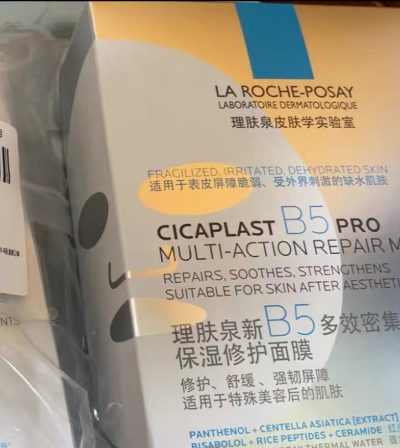 LA ROCHE-POSAY
LABORATOIRE DERMATOLOGIQUE
理肤泉皮肤学实验室
FRAGILIZED, IRRITATED, DEHYDRATED SKIN
适用于表皮屏障脆弱、受外界刺激的缺水肌肤
CICAPLAST B5 PRO
MULTI-ACTION REPAIR M
REPAIRS, SOOTHES, STRENGTHENS
SUITABLE FOR SKIN AFTER AESTHETI
理肤泉新B5多效密集
保湿修护面膜
修护、舒缓、强韧屏障
适用于特殊美容后的肌肤
PANTHENOL + CENTELLA ASIATICA [EXTRACT]
BISABOLOL + RICE PEPTIDES + CERAMIDE
THERMAL WATER
NTS